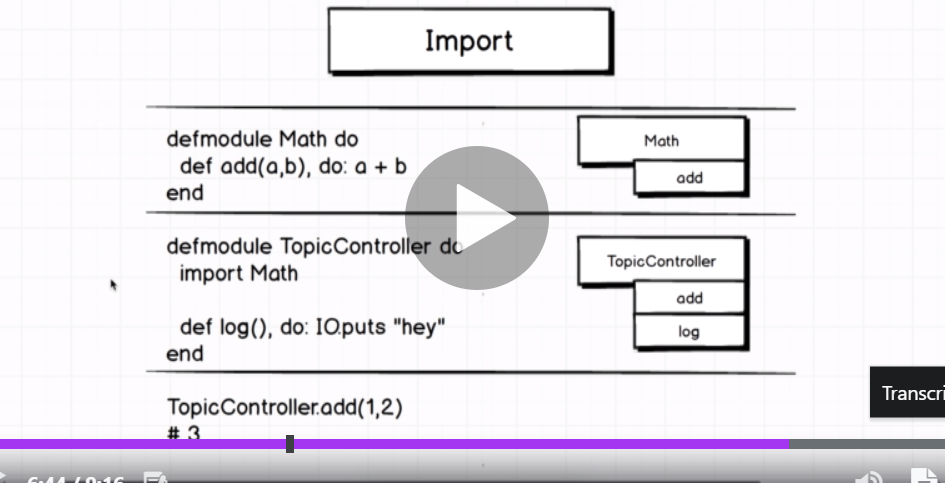 Import
defmodule Math do
def add(a,b), do: a + b
end
Math
add
defmodule TopicController do
import Math
def log(), do: IO.puts "hey"
end
TopicController
add
log
TopicController.add(1,2)
# 3
Transcri
6:44 / 9:16